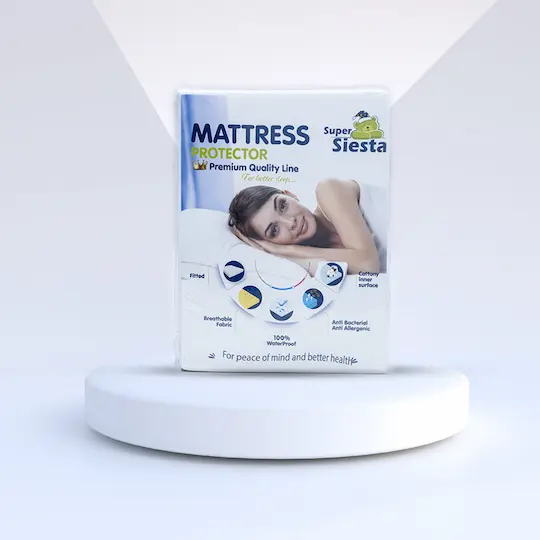 MATTRESS
PROTECTOR
Premium Quality Line
For better sleep...
Super
Siesta
Fitted
Cottony
inner
surface
Breathable
Fabric
Anti Bacterial
Anti Allergenic
100%
WaterProof
For peace of mind and better health